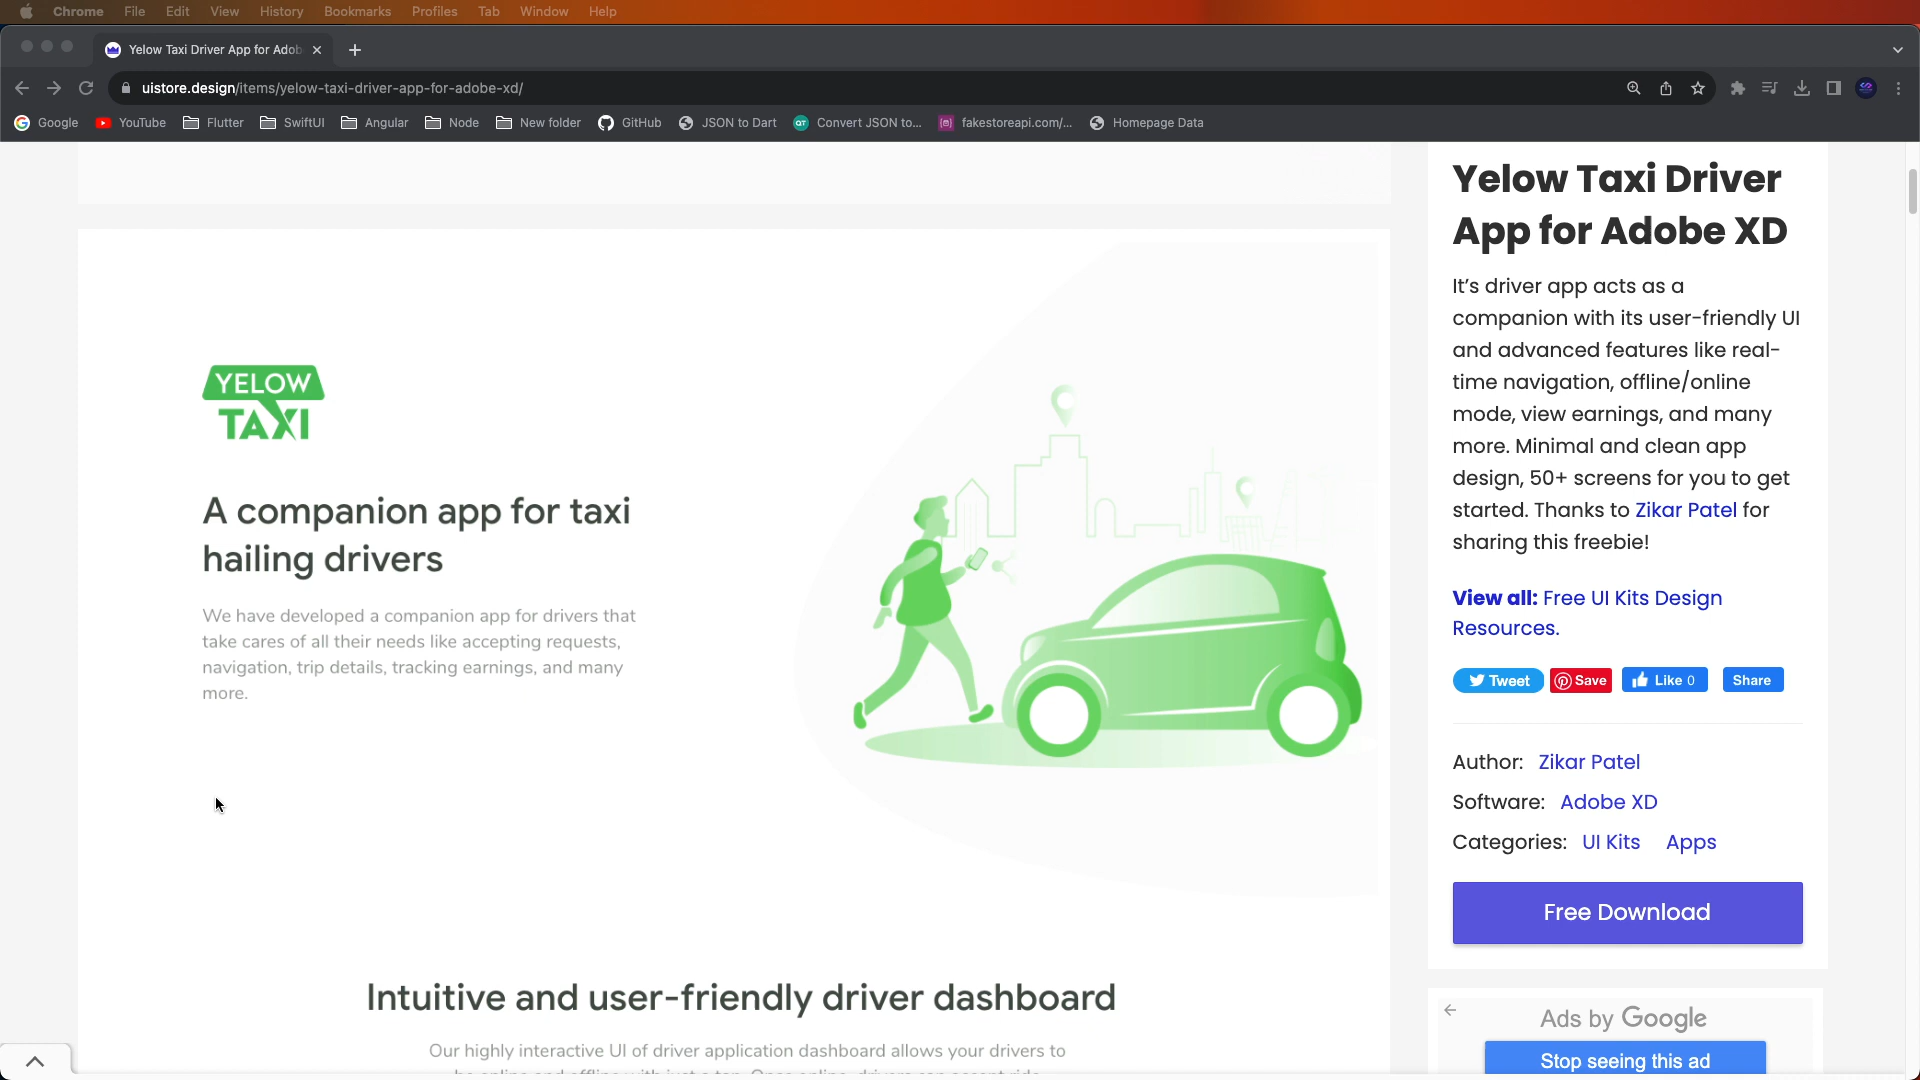 Chrome File Edit View History Bookmarks Profiles Tab Window Help
Yelow Taxi Driver App for Adob
uistore.design/items/yelow-taxi-driver-app-for-adobe-xd/
Google YouTube Flutter SwiftUI Angular Node New folder GitHub JSON to Dart Convert JSON to... fakestoreapi.com/... Homepage Data
YELOW
TAXI
A companion app for taxi
hailing drivers
We have developed a companion app for drivers that
take cares of all their needs like accepting requests,
navigation, trip details, tracking earnings, and many
more.
Intuitive and user-friendly driver dashboard
Our highly interactive UI of driver application dashboard allows your drivers to
Yelow Taxi Driver
App for Adobe XD
It's driver app acts as a
companion with its user-friendly UI
and advanced features like real-
time navigation, offline/online
mode, view earnings, and many
more. Minimal and clean app
design, 50+ screens for you to get
started. Thanks to Zikar Patel for
sharing this freebie!
View all: Free UI Kits Design
Resources.
Tweet Save Like 0 Share
Author: Zikar Patel
Software: Adobe XD
Categories: UI Kits Apps
Free Download
Ads by Google
Stop seeing this ad